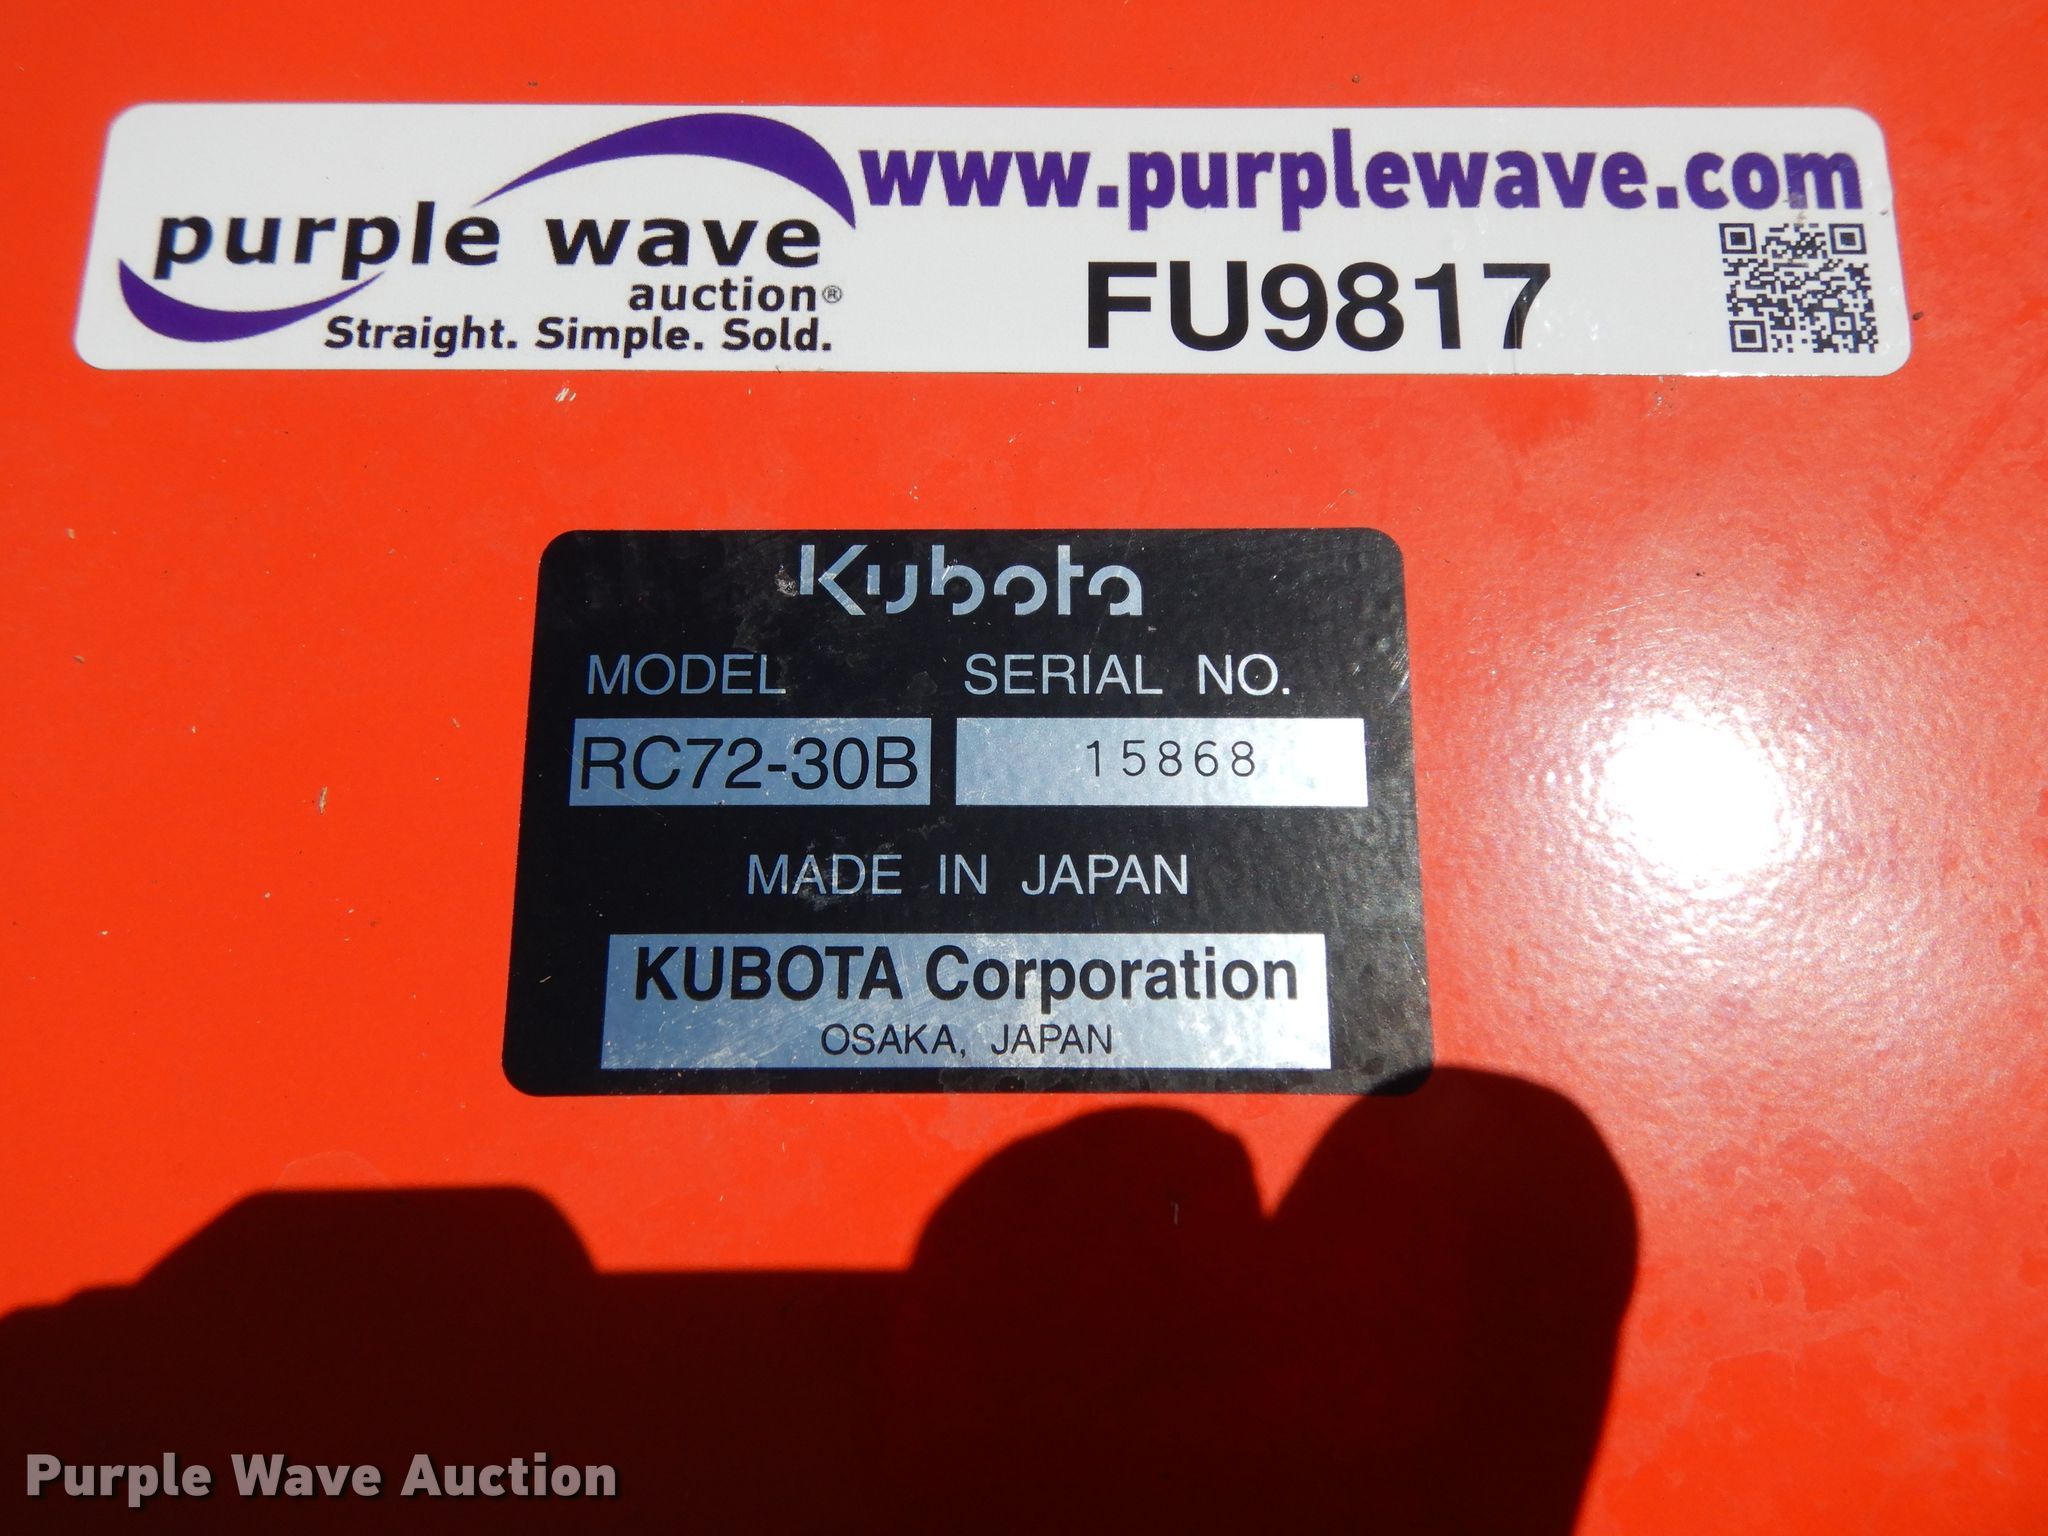 purple wave
auction®
Straight. Simple. Sold.
www.purplewave.com
FU9817
Kubota
MODEL SERIAL NO.
RC72-30B 15868
MADE IN JAPAN
KUBOTA Corporation
OSAKA, JAPAN
Purple Wave Auction